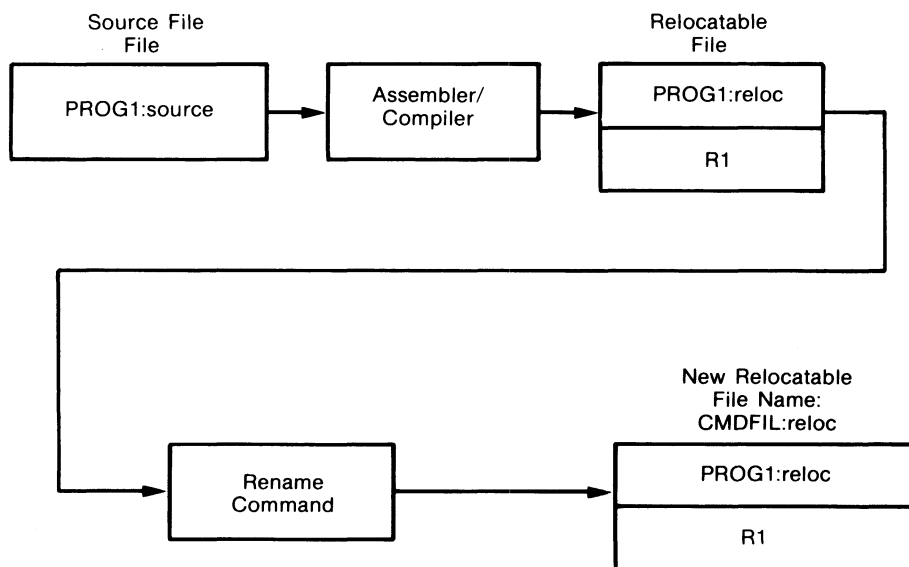 Source File
File
PROG1:source
Assembler/
Compiler
Relocatable
File
PROG1:reloc
R1
Rename
Command
New Relocatable
File Name:
CMDFIL:reloc
PROG1:reloc
R1